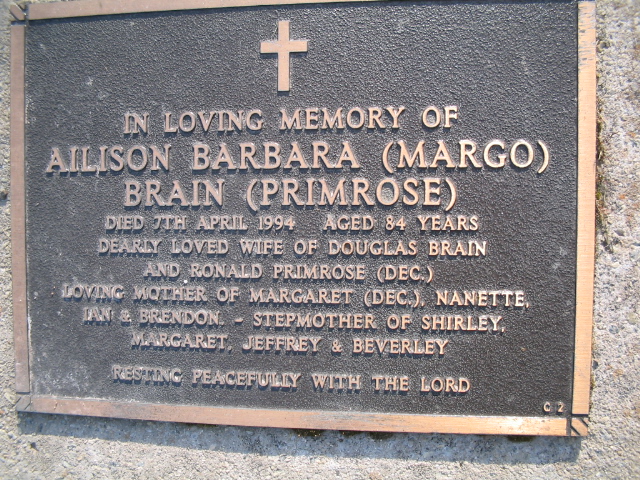 IN LOVING MEMORY OF
AILISON BARBARA (MARGO)
BRAIN (PRIMROSE)
DIED 7TH APRIL 1994 AGED 84 YEARS
DEARLY LOVED WIFE OF DOUGLAS BRAIN
AND RONALD PRIMROSE (DEC.)
LOVING MOTHER OF MARGARET (DEC.), NANETTE,
IAN & BRENDON. - STEPMOTHER OF SHIRLEY,
MARGARET, JEFFREY & BEVERLEY
RESTING PEACEFULLY WITH THE LORD
C 2